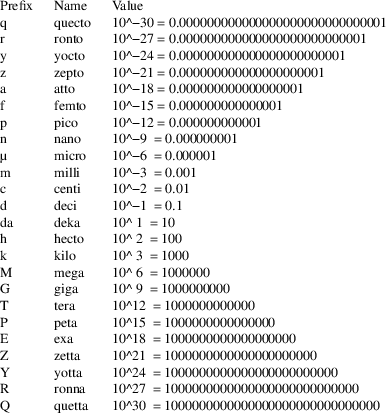 Prefix Name Value
q quecto 10^−30 = 0.000000000000000000000000000001
r ronto 10^−27 = 0.000000000000000000000000001
y yocto 10^−24 = 0.000000000000000000000001
z zepto 10^−21 = 0.000000000000000000001
a atto 10^−18 = 0.000000000000000001
f femto 10^−15 = 0.000000000000001
p pico 10^−12 = 0.000000000001
n nano 10^−9 = 0.000000001
µ micro 10^−6 = 0.000001
m milli 10^−3 = 0.001
c centi 10^−2 = 0.01
d deci 10^−1 = 0.1
da deka 10^ 1 = 10
h hecto 10^ 2 = 100
k kilo 10^ 3 = 1000
M mega 10^ 6 = 1000000
G giga 10^ 9 = 1000000000
T tera 10^12 = 1000000000000
P peta 10^15 = 1000000000000000
E exa 10^18 = 1000000000000000000
Z zetta 10^21 = 1000000000000000000000
Y yotta 10^24 = 1000000000000000000000000
R ronna 10^27 = 1000000000000000000000000000
Q quetta 10^30 = 1000000000000000000000000000000